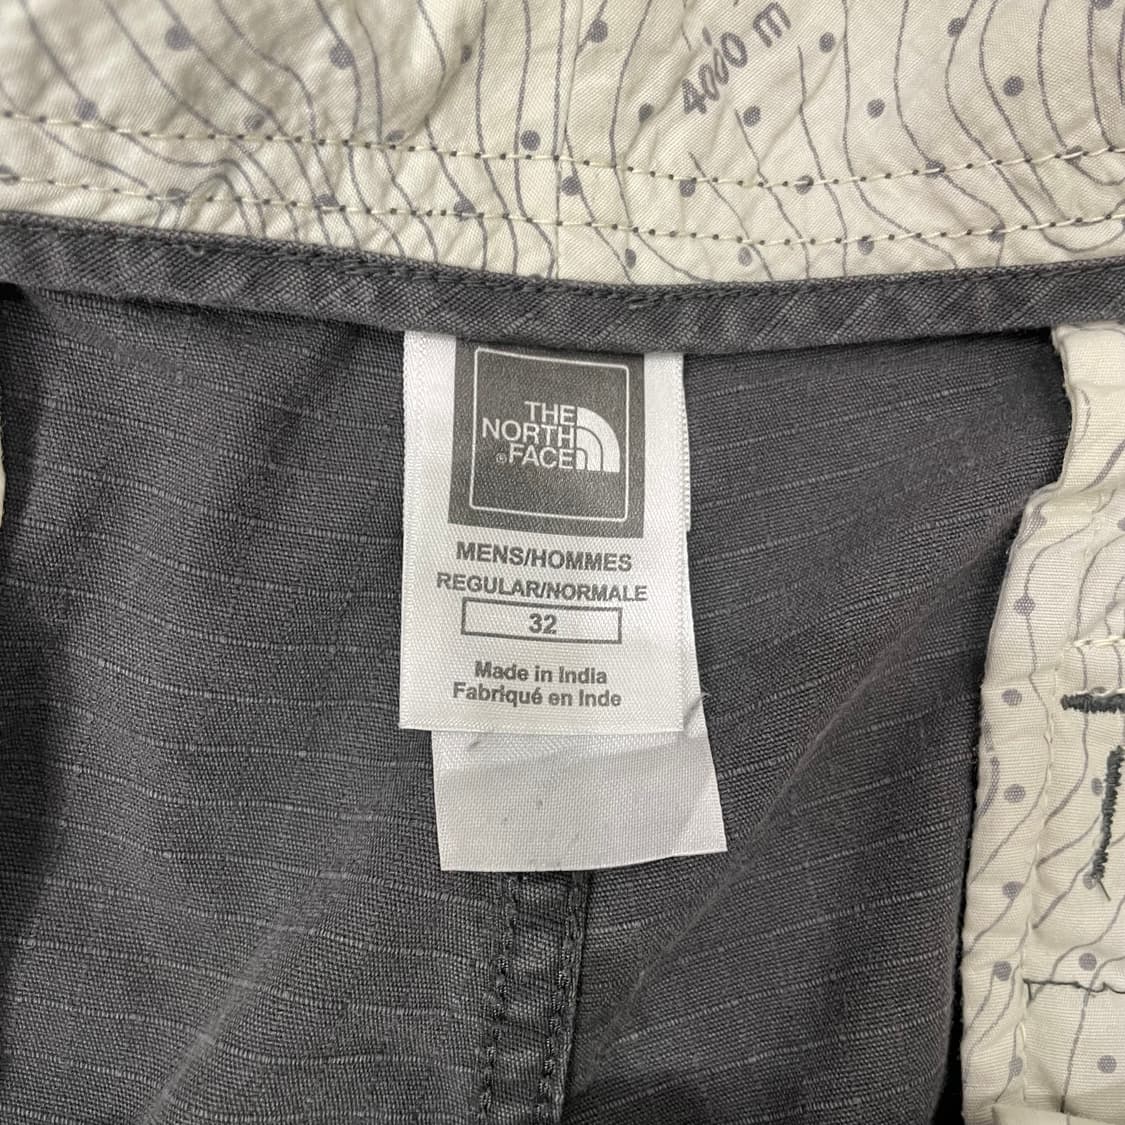 4000 m
THE
NORTH
®FACE
MENS/HOMMES
REGULAR/NORMALE
32
Made in India
Fabriqué en Inde